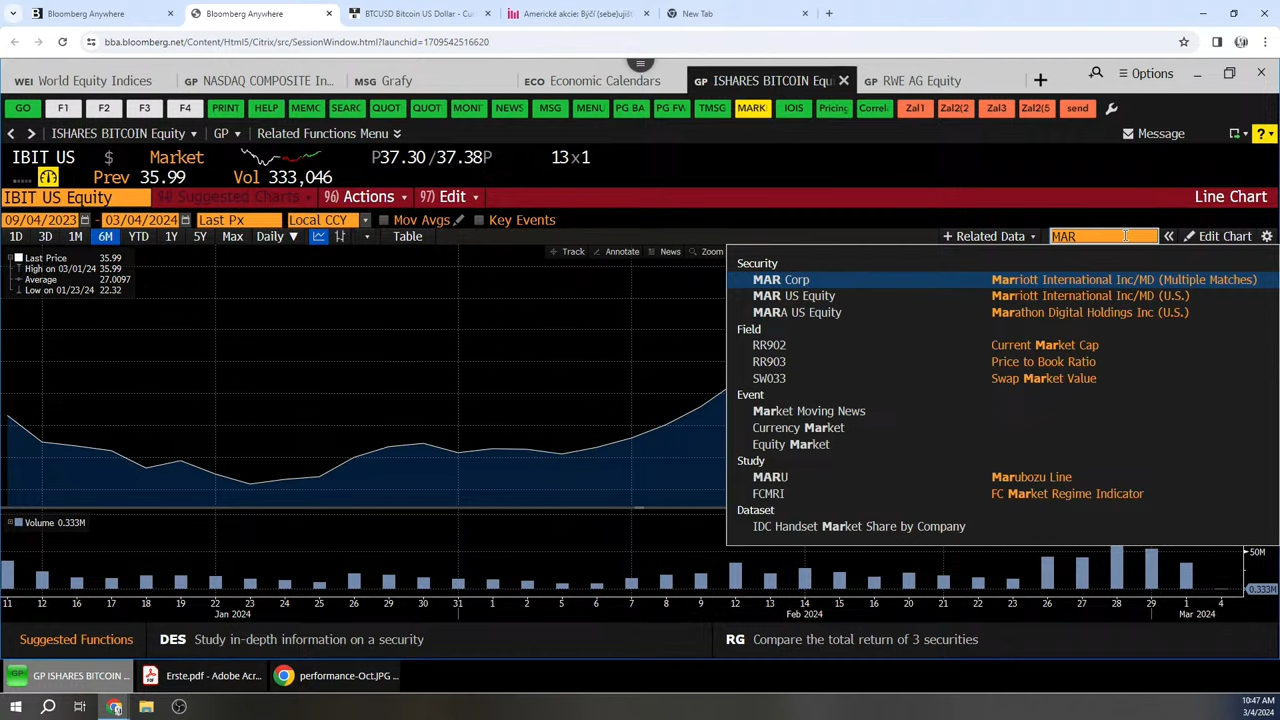 Bloomberg Anywhere
Bloomberg Anywhere
BTCUSD Bitcoin US Dollar - Cu
Americké akcie: Býčí (sebe)ujišt
New Tab
bba.bloomberg.net/Content/Html5/Citrix/src/SessionWindow.html?launchid=1709542516620
WEI World Equity Indices
GP NASDAQ COMPOSITE In...
MSG Grafy
ECO Economic Calendars
GP ISHARES BITCOIN Equ
GP RWE AG Equity
Options
GO F1 F2 F3 F4 PRINT HELP MEMC SEARC QUOT QUOT MONI NEWS MSG MENU PG BA PG FW TMSG MARK IOIS Pricing Correl Zal1 Zal2(2 Zal3 Zal2(5 send
ISHARES BITCOIN Equity GP Related Functions Menu Message ?
IBIT US $ Market P37.30/37.38P 13x1
Prev 35.99 Vol 333,046
IBIT US Equity 98) Suggested Charts 96) Actions 97) Edit Line Chart
09/04/2023 - 03/04/2024 Last Px Local CCY Mov Avgs Key Events
1D 3D 1M 6M YTD 1Y 5Y Max Daily ▼ Table + Related Data MAR « Edit Chart
Track Annotate News Zoom
Last Price 35.99
High on 03/01/24 35.99
Average 27.0097
Low on 01/23/24 22.32
Security
MAR Corp Marriott International Inc/MD (Multiple Matches)
MAR US Equity Marriott International Inc/MD (U.S.)
MARA US Equity Marathon Digital Holdings Inc (U.S.)
Field
RR902 Current Market Cap
RR903 Price to Book Ratio
SW033 Swap Market Value
Event
Market Moving News
Currency Market
Equity Market
Study
MARU Marubozu Line
FCMRI FC Market Regime Indicator
Dataset
IDC Handset Market Share by Company
Volume 0.333M
50M
0.333M
11 12 16 17 18 19 22 23 24 25 26 29 30 31 1 2 5 6 7 8 9 12 13 14 15 16 20 21 22 23 26 27 28 29 1 4
Jan 2024 Feb 2024 Mar 2024
Suggested Functions DES Study in-depth information on a security RG Compare the total return of 3 securities
GP ISHARES BITCOIN ...
Erste.pdf - Adobe Acr...
performance-Oct.JPG ...
10:47 AM
3/4/2024